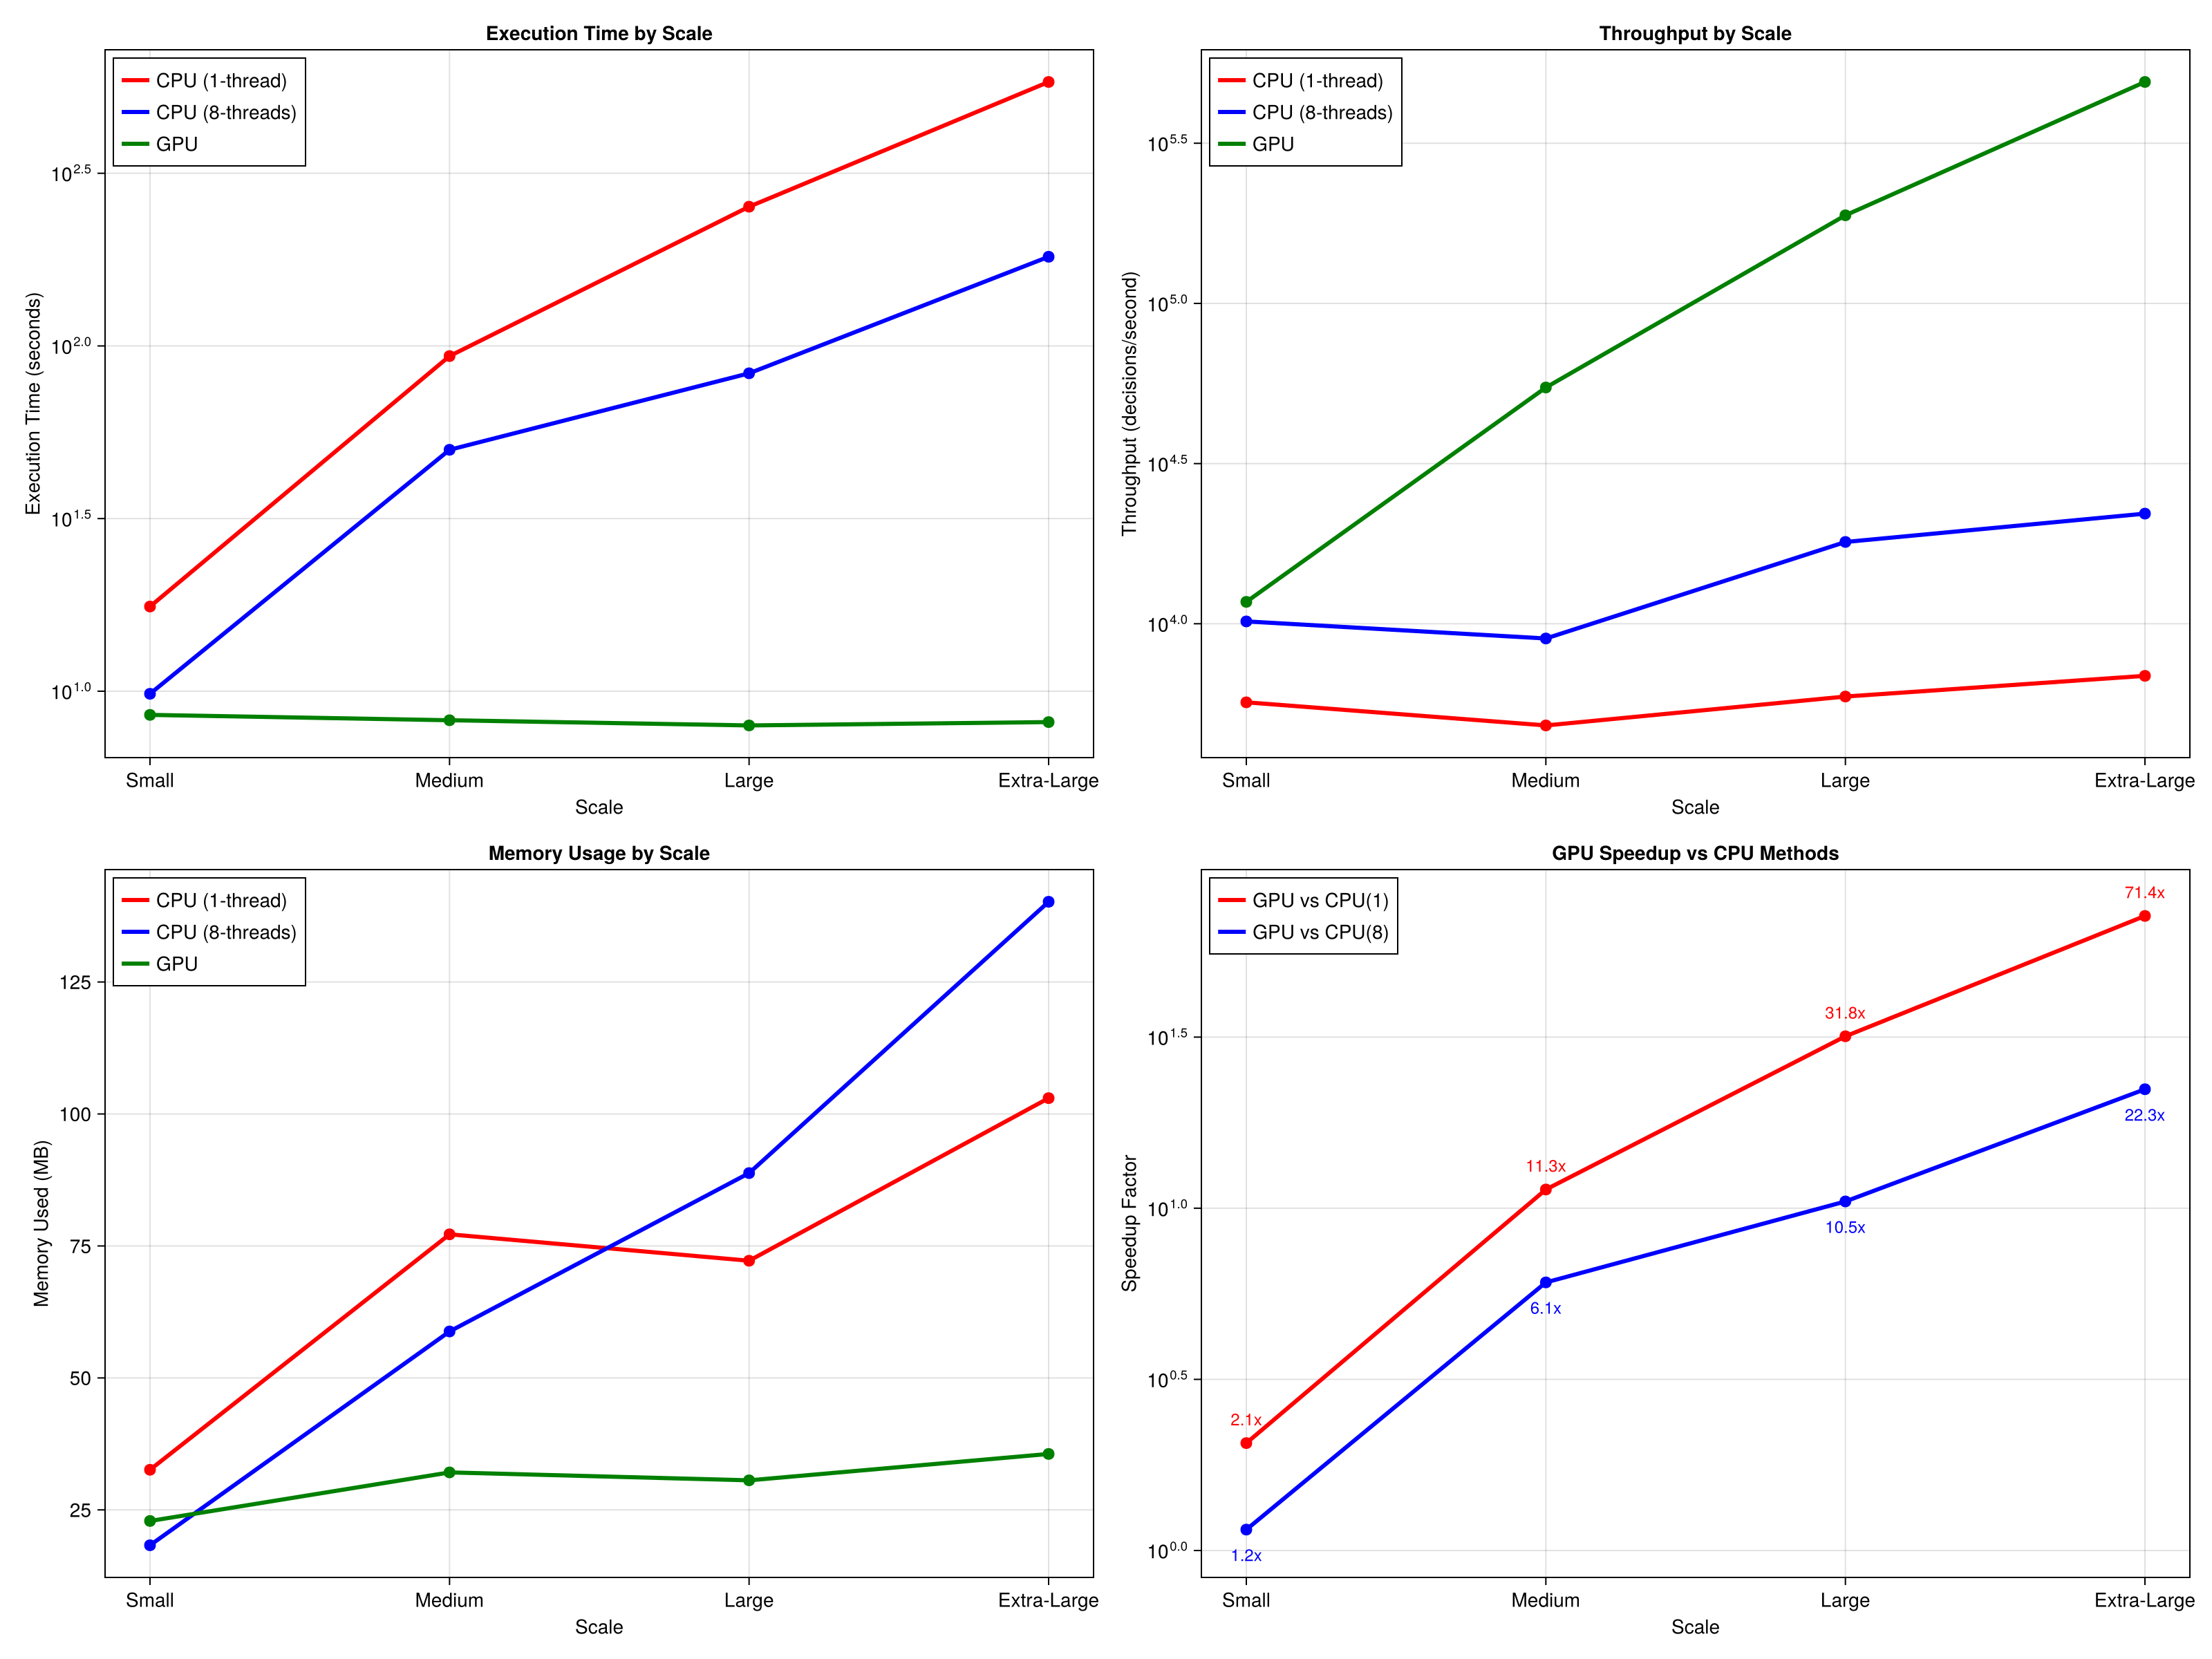 Execution Time by Scale
CPU (1-thread)
CPU (8-threads)
GPU
10^2.5
10^2.0
10^1.5
10^1.0
Execution Time (seconds)
Small Medium Large Extra-Large
Scale
Throughput by Scale
CPU (1-thread)
CPU (8-threads)
GPU
10^5.5
10^5.0
10^4.5
10^4.0
Throughput (decisions/second)
Small Medium Large Extra-Large
Scale
Memory Usage by Scale
CPU (1-thread)
CPU (8-threads)
GPU
125
100
75
50
25
Memory Used (MB)
Small Medium Large Extra-Large
Scale
GPU Speedup vs CPU Methods
GPU vs CPU(1)
GPU vs CPU(8)
71.4x
31.8x
22.3x
11.3x
10.5x
6.1x
2.1x
1.2x
10^1.5
10^1.0
10^0.5
10^0.0
Speedup Factor
Small Medium Large Extra-Large
Scale